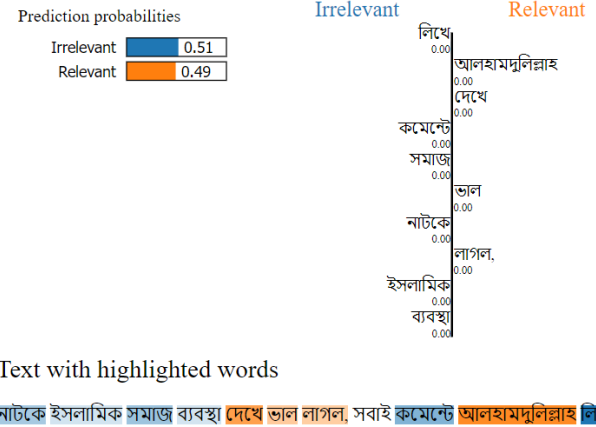 Prediction probabilities
Irrelevant 0.51
Relevant 0.49
Irrelevant Relevant
লিখে
0.00
আলহামদুলিল্লাহ
0.00
দেখে
0.00
কমেন্টে
0.00
সমাজ
0.00
ভাল
0.00
নাটকে
0.00
লাগল,
0.00
ইসলামিক
0.00
ব্যবস্থা
0.00
Text with highlighted words
নাটকে ইসলামিক সমাজ ব্যবস্থা দেখে ভাল লাগল, সবাই কমেন্টে আলহামদুলিল্লাহ